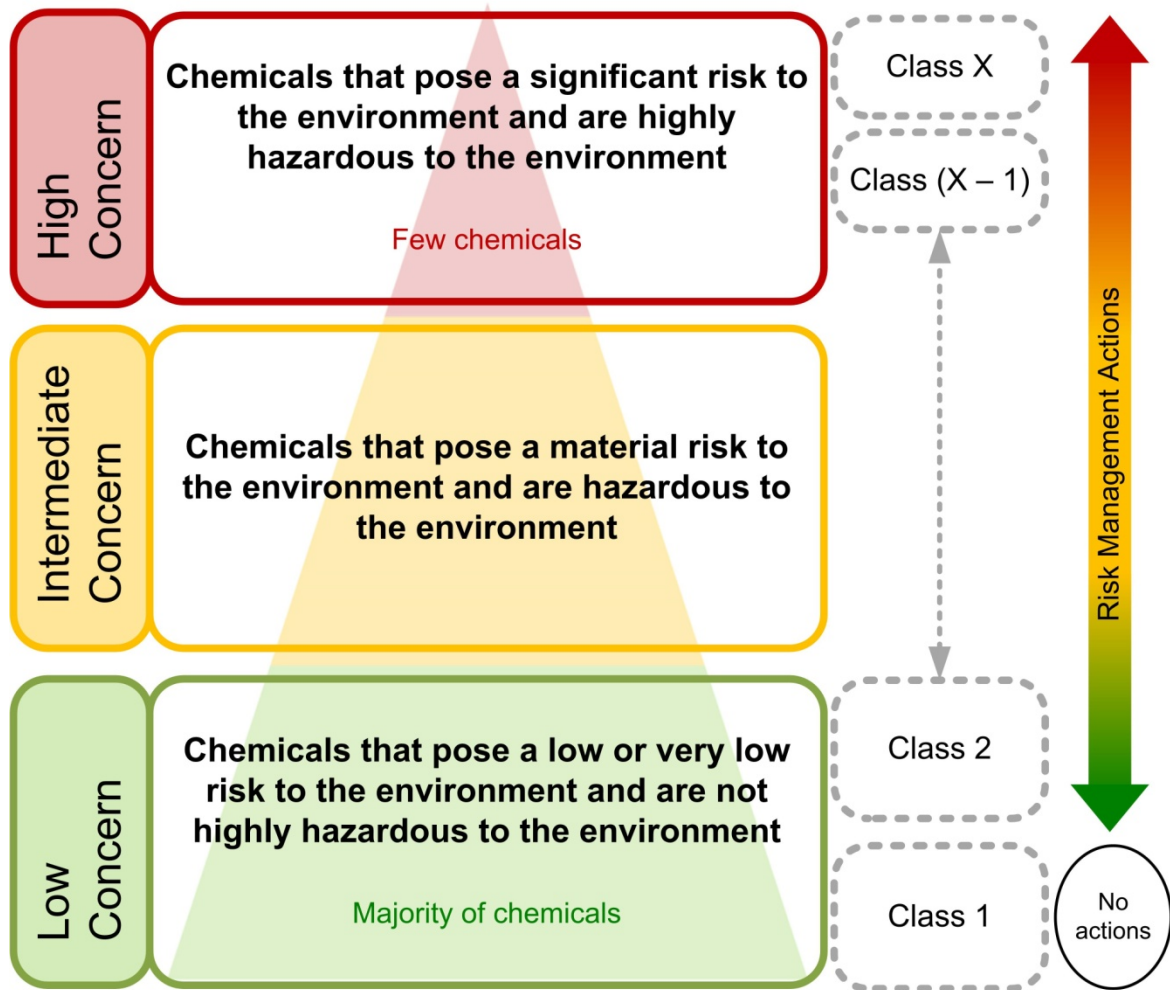 High
Concern
Chemicals that pose a significant risk to
the environment and are highly
hazardous to the environment
Few chemicals
Class X
Class (X – 1)
Risk Management Actions
Intermediate
Concern
Chemicals that pose a material risk to
the environment and are hazardous to
the environment
Low
Concern
Chemicals that pose a low or very low
risk to the environment and are not
highly hazardous to the environment
Majority of chemicals
Class 2
Class 1
No
actions